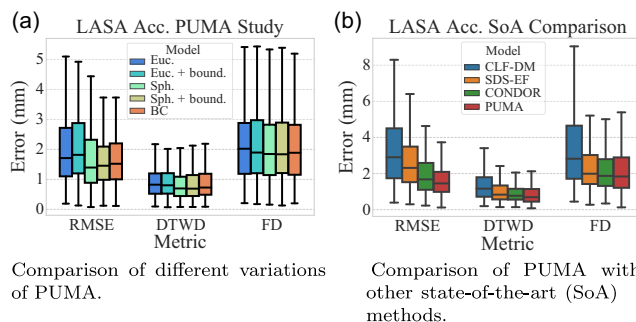 (a)
LASA Acc. PUMA Study
Model
Euc.
Euc. + bound.
Sph.
Sph. + bound.
BC
Error (mm)
5
4
3
2
1
0
RMSE
DTWD
FD
Metric
Comparison of different variations
of PUMA.
(b)
LASA Acc. SoA Comparison
Model
CLF-DM
SDS-EF
CONDOR
PUMA
Error (mm)
8
6
4
2
0
RMSE
DTWD
FD
Metric
Comparison of PUMA with
other state-of-the-art (SoA)
methods.